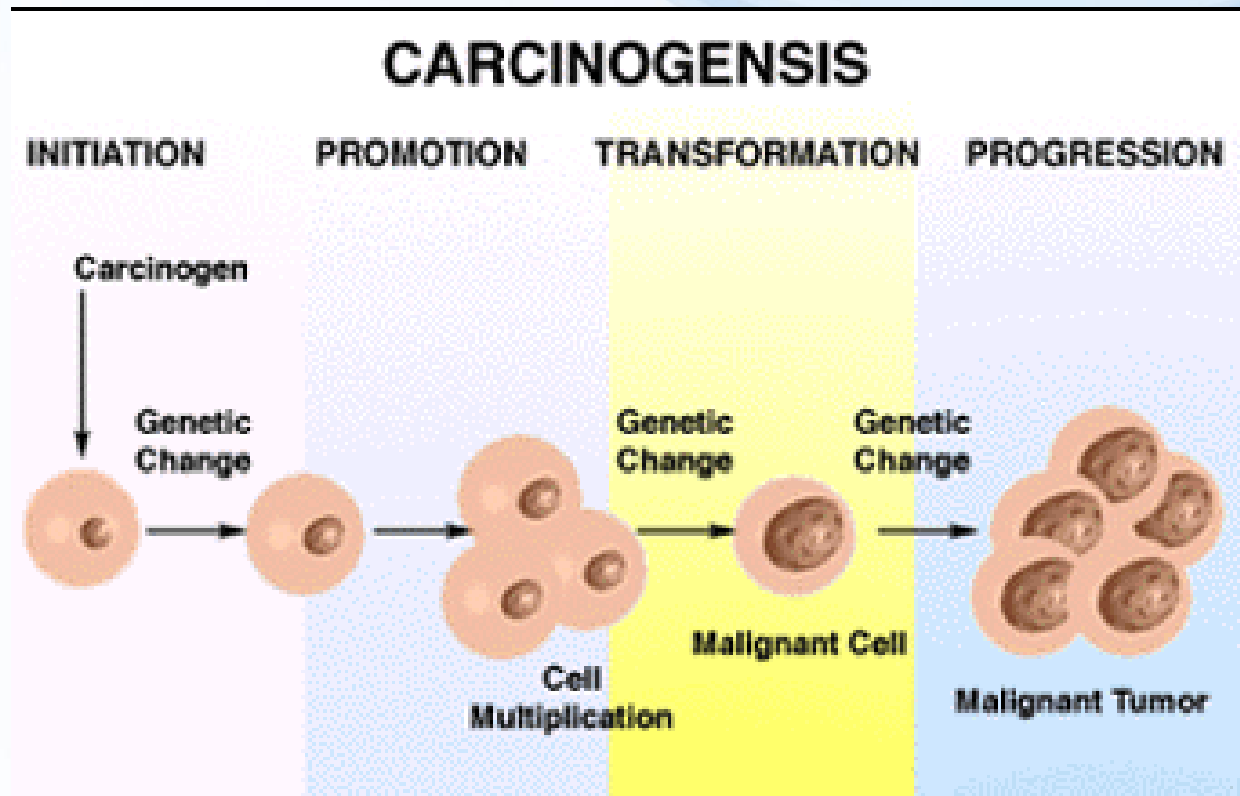 CARCINOGENSIS
INITIATION
PROMOTION
TRANSFORMATION
PROGRESSION
Carcinogen
Genetic
Change
Cell
Multiplication
Genetic
Change
Malignant Cell
Genetic
Change
Malignant Tumor